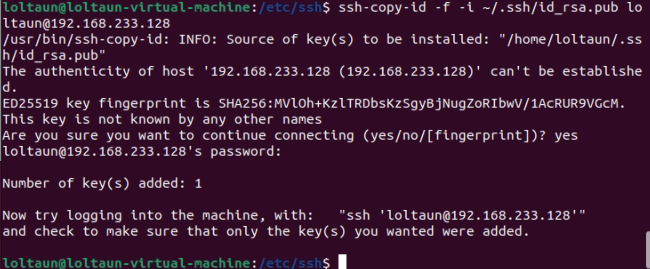 loltaun@loltaun-virtual-machine:/etc/ssh$ ssh-copy-id -f -i ~/.ssh/id_rsa.pub lo
ltaun@192.168.233.128
/usr/bin/ssh-copy-id: INFO: Source of key(s) to be installed: "/home/loltaun/.ss
h/id_rsa.pub"
The authenticity of host '192.168.233.128 (192.168.233.128)' can't be establishe
d.
ED25519 key fingerprint is SHA256:MVlOh+KzlTRDbsKzSgyBjNugZoRIbwV/1AcRUR9VGcM.
This key is not known by any other names
Are you sure you want to continue connecting (yes/no/[fingerprint])? yes
loltaun@192.168.233.128's password:
Number of key(s) added: 1
Now try logging into the machine, with:   "ssh 'loltaun@192.168.233.128'"
and check to make sure that only the key(s) you wanted were added.
loltaun@loltaun-virtual-machine:/etc/ssh$